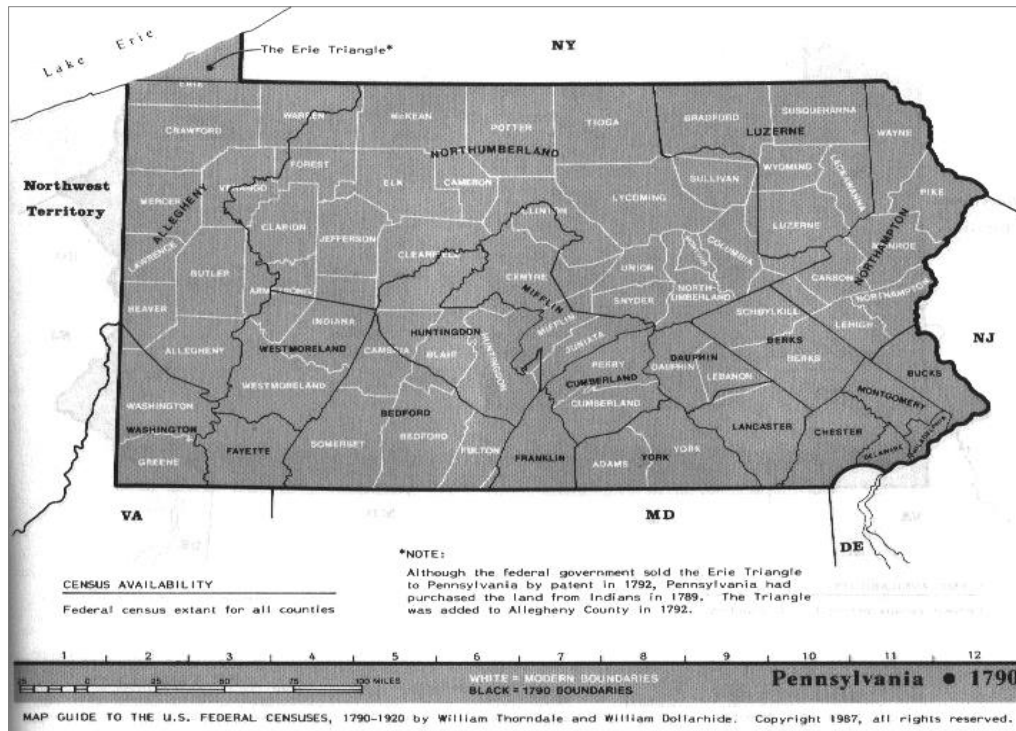 Lake Erie
The Erie Triangle*
NY
ERIE
WARREN
McKEAN
POTTER
TIOGA
BRADFORD
SUSQUEHANNA
CRAWFORD
LUZERNE
WAYNE
NORTHUMBERLAND
FOREST
WYOMING
Northwest
Territory
ELK
CAMERON
SULLIVAN
LACKAWANNA
PIKE
MERCER
VENANGO
ALLEGHENY
LYCOMING
CLINTON
CLARION
JEFFERSON
LUZERNE
COLUMBIA
MONROE
NORTHAMPTON
LAWRENCE
BUTLER
CLEARFIELD
CENTRE
UNION
CARBON
ARMSTRONG
MIFFLIN
SNYDER
NORTH-
UMBERLAND
NORTHAMPTON
BEAVER
INDIANA
HUNTINGDON
MIFFLIN
SCHUYLKILL
LEHIGH
NJ
ALLEGHENY
WESTMORELAND
CAMBRIA
BLAIR
HUNTINGDON
JUNIATA
PERRY
DAUPHIN
BERKS
BERKS
CUMBERLAND
DAUPHIN
LEBANON
BUCKS
WESTMORELAND
MONTGOMERY
WASHINGTON
BEDFORD
CUMBERLAND
LANCASTER
CHESTER
PHILADELPHIA
WASHINGTON
FAYETTE
SOMERSET
BEDFORD
FULTON
FRANKLIN
YORK
YORK
DELAWARE
GREENE
ADAMS
VA
MD
DE
*NOTE:
Although the federal government sold the Erie Triangle
to Pennsylvania by patent in 1792, Pennsylvania had
purchased the land from Indians in 1789. The Triangle
was added to Allegheny County in 1792.
CENSUS AVAILABILITY
Federal census extant for all counties
1 2 3 4 5 6 7 8 9 10 11 12
25 0 25 50 75 100 MILES
WHITE = MODERN BOUNDARIES
BLACK = 1790 BOUNDARIES
Pennsylvania • 1790
MAP GUIDE TO THE U.S. FEDERAL CENSUSES, 1790-1920 by William Thorndale and William Dollarhide. Copyright 1987, all rights reserved.